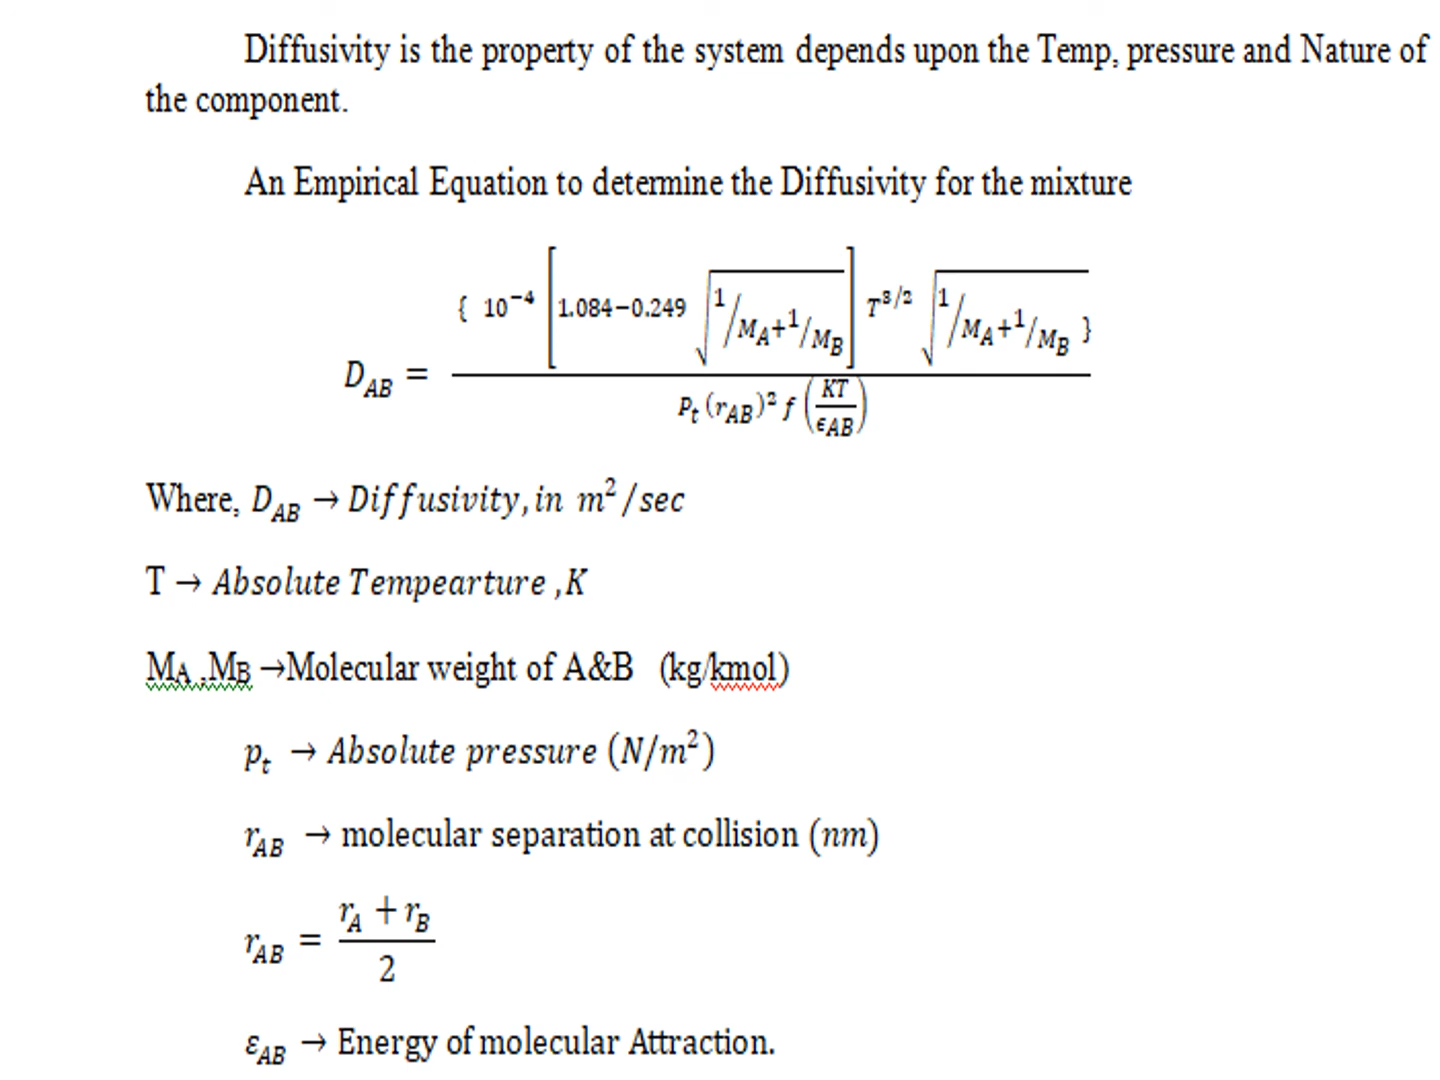 Diffusivity is the property of the system depends upon the Temp, pressure and Nature of
the component.
An Empirical Equation to determine the Diffusivity for the mixture
D_AB = { 10^−4 [1.084−0.249 √(1/M_A+1/M_B)] T^3/2 √(1/M_A+1/M_B) } / P_t (r_AB)^2 f (KT/ϵ_AB)
Where, D_AB → Diffusivity, in m²/sec
T → Absolute Tempearture ,K
MA ,MB →Molecular weight of A&B (kg/kmol)
p_t → Absolute pressure (N/m²)
r_AB → molecular separation at collision (nm)
r_AB = (r_A + r_B) / 2
ε_AB → Energy of molecular Attraction.